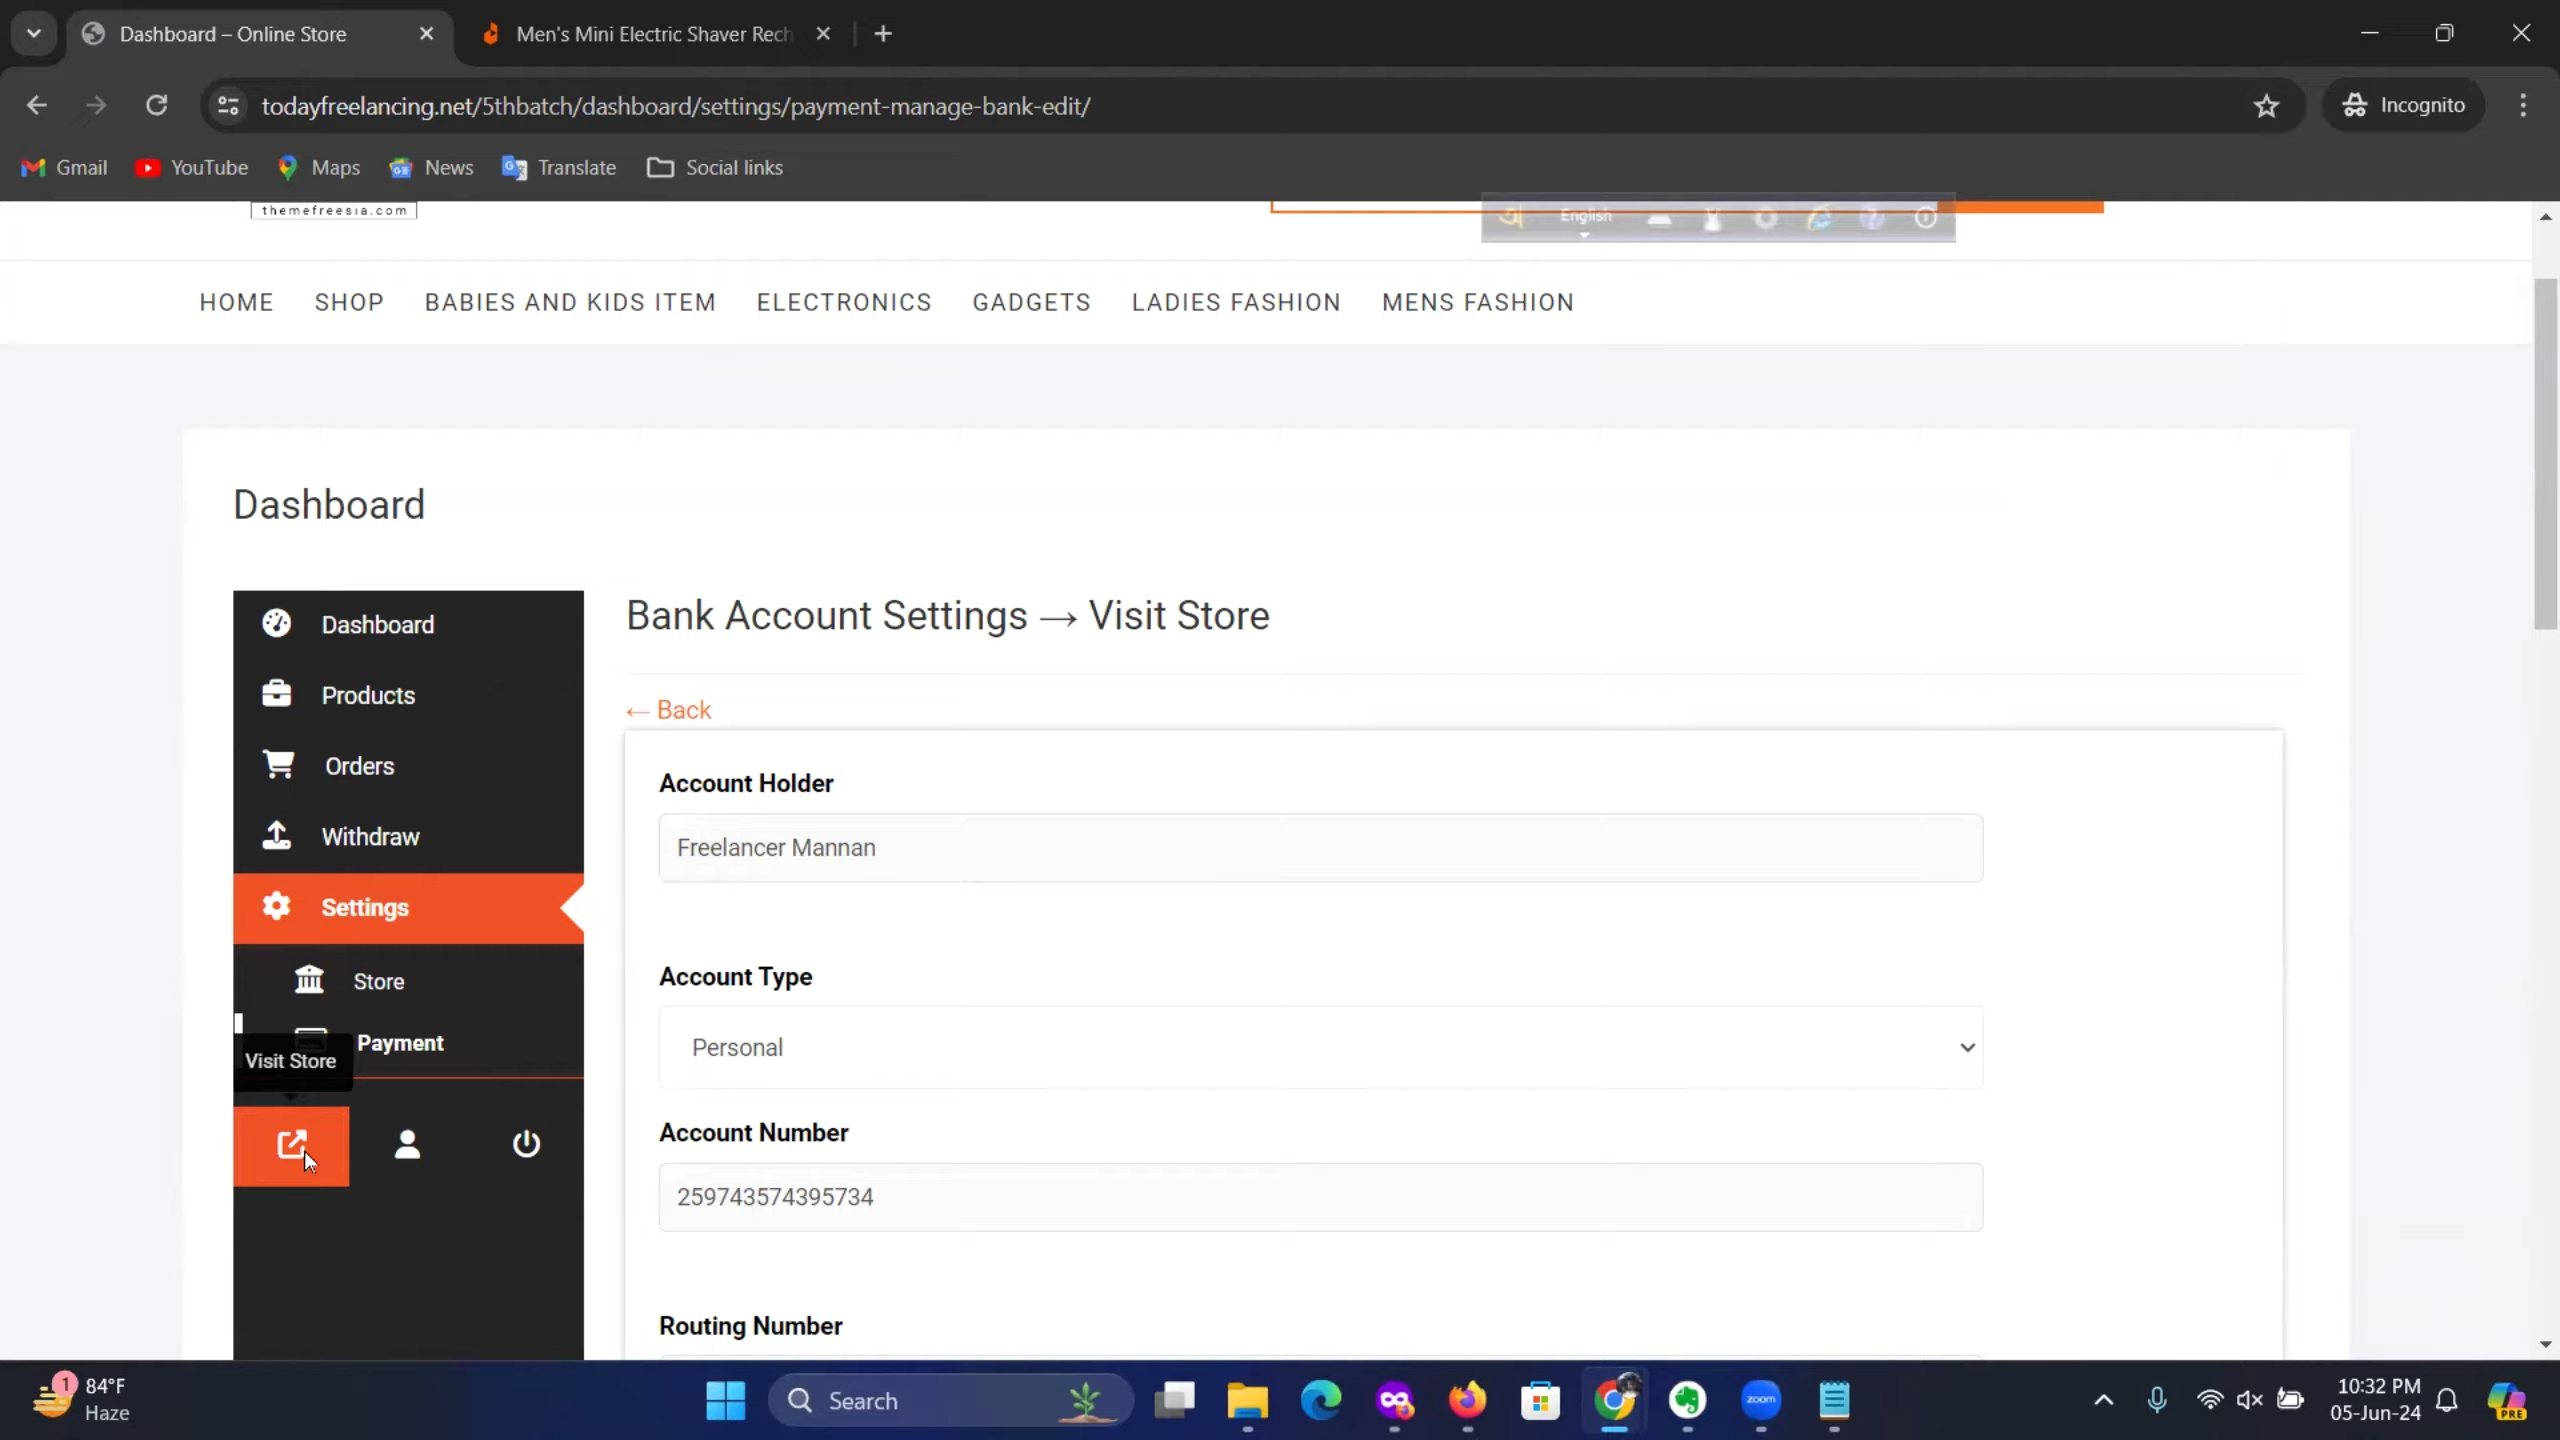 Dashboard – Online Store
Men's Mini Electric Shaver Rech
todayfreelancing.net/5thbatch/dashboard/settings/payment-manage-bank-edit/
Incognito
Gmail
YouTube
Maps
News
Translate
Social links
themefreesia.com
অ English
HOME SHOP BABIES AND KIDS ITEM ELECTRONICS GADGETS LADIES FASHION MENS FASHION
Dashboard
Dashboard
Products
Orders
Withdraw
Settings
Store
Payment
Visit Store
Bank Account Settings → Visit Store
← Back
Account Holder
Freelancer Mannan
Account Type
Personal
Account Number
259743574395734
Routing Number
1
84°F
Haze
Search
zoom
10:32 PM
05-Jun-24
PRE